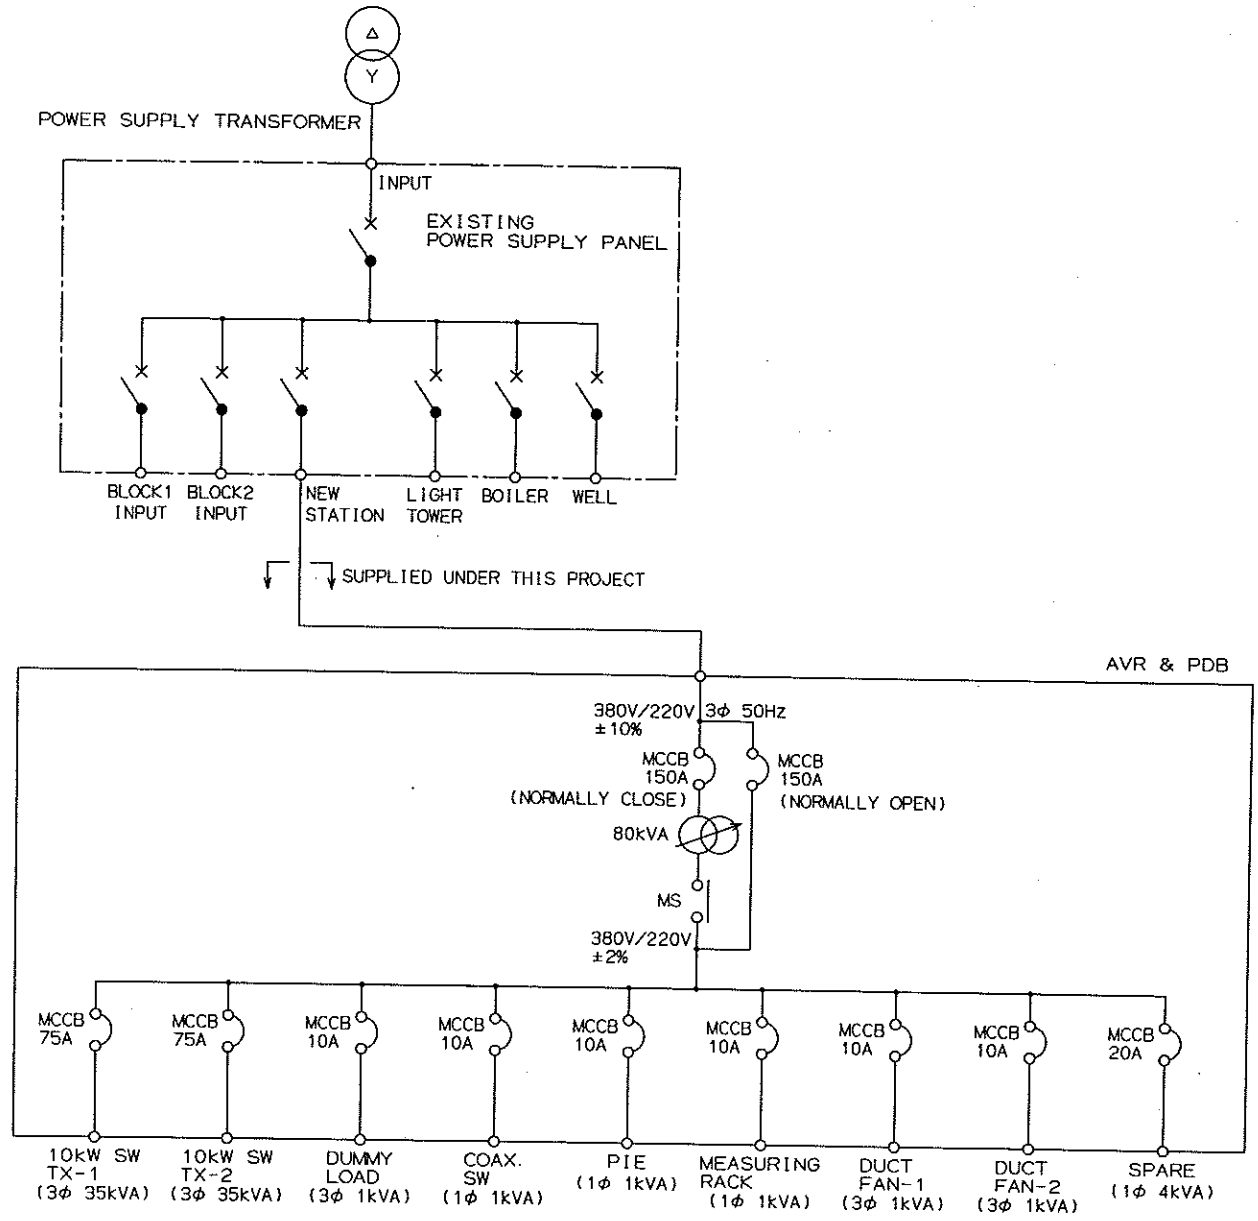 Δ
Y
POWER SUPPLY TRANSFORMER
INPUT
EXISTING
POWER SUPPLY PANEL
BLOCK1
INPUT
BLOCK2
INPUT
NEW
STATION
LIGHT
TOWER
BOILER
WELL
SUPPLIED UNDER THIS PROJECT
AVR & PDB
380V/220V 3φ 50Hz
±10%
MCCB
150A
(NORMALLY CLOSE)
MCCB
150A
(NORMALLY OPEN)
80kVA
MS
380V/220V
±2%
MCCB
75A
MCCB
75A
MCCB
10A
MCCB
10A
MCCB
10A
MCCB
10A
MCCB
10A
MCCB
10A
MCCB
20A
10kW SW
TX-1
(3φ 35kVA)
10kW SW
TX-2
(3φ 35kVA)
DUMMY
LOAD
(3φ 1kVA)
COAX.
SW
(1φ 1kVA)
PIE
(1φ 1kVA)
MEASURING
RACK
(1φ 1kVA)
DUCT
FAN-1
(3φ 1kVA)
DUCT
FAN-2
(3φ 1kVA)
SPARE
(1φ 4kVA)